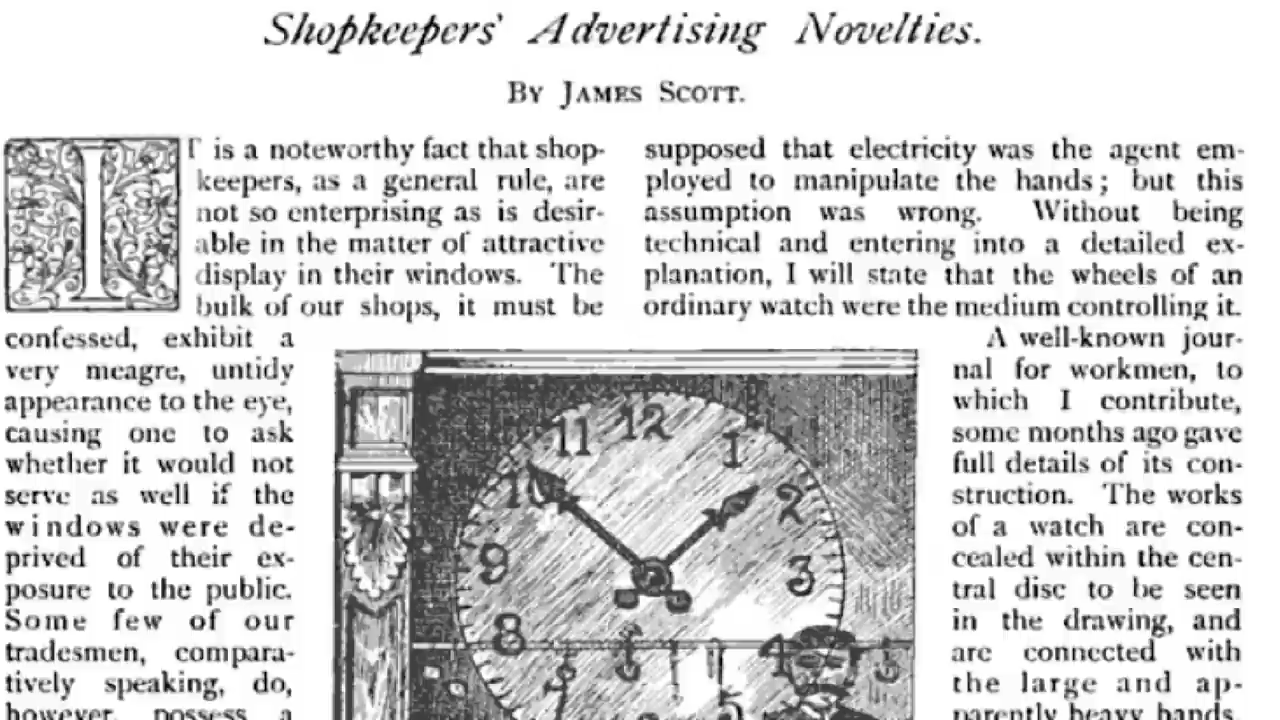 Shopkeepers' Advertising Novelties.
BY JAMES SCOTT.
IT is a noteworthy fact that shop-
keepers, as a general rule, are
not so enterprising as is desir-
able in the matter of attractive
display in their windows. The
bulk of our shops, it must be
confessed, exhibit a
very meagre, untidy
appearance to the eye,
causing one to ask
whether it would not
serve as well if the
windows were de-
prived of their ex-
posure to the public.
Some few of our
tradesmen, compara-
tively speaking, do,
however, possess a
supposed that electricity was the agent em-
ployed to manipulate the hands; but this
assumption was wrong. Without being
technical and entering into a detailed ex-
planation, I will state that the wheels of an
ordinary watch were the medium controlling it.
A well-known jour-
nal for workmen, to
which I contribute,
some months ago gave
full details of its con-
struction. The works
of a watch are con-
cealed within the cen-
tral disc to be seen
in the drawing, and
are connected with
the large and ap-
parently heavy hands,
12
11
1
10
2
9
3
8
4
5